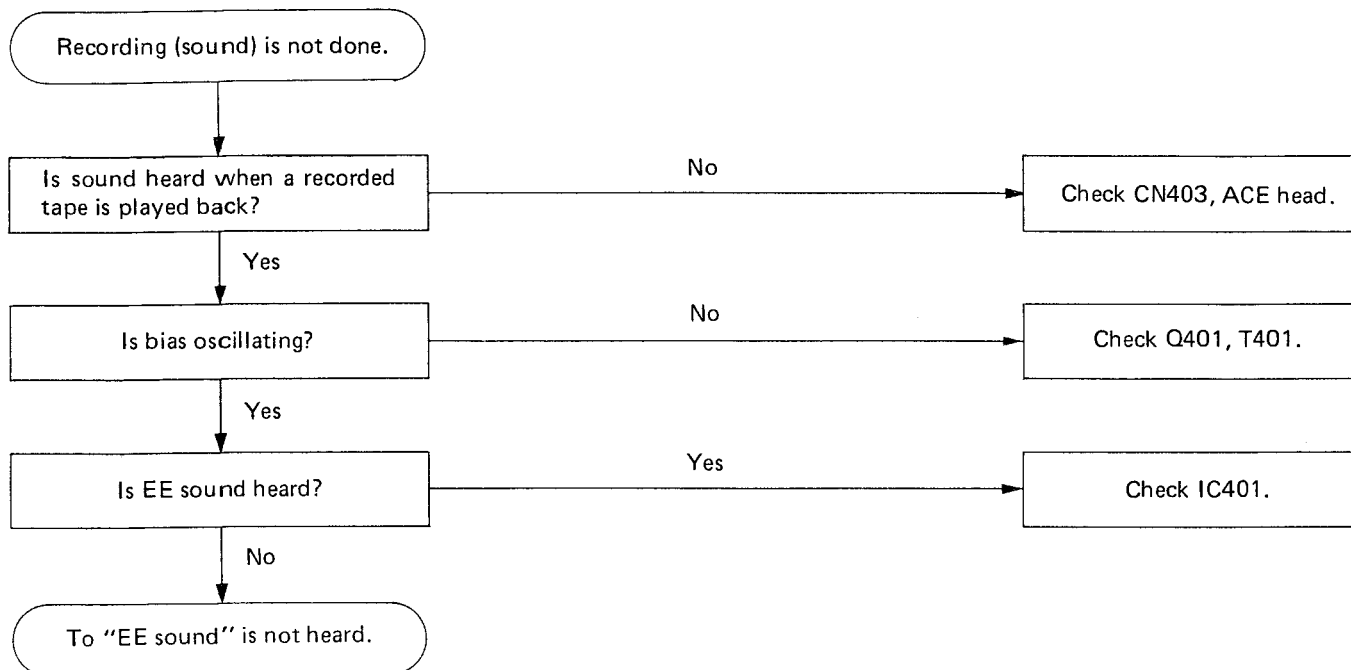 Recording (sound) is not done.
No
Is sound heard when a recorded
tape is played back?
Check CN403, ACE head.
Yes
No
Is bias oscillating?
Check Q401, T401.
Yes
Yes
Is EE sound heard?
Check IC401.
No
To "EE sound" is not heard.